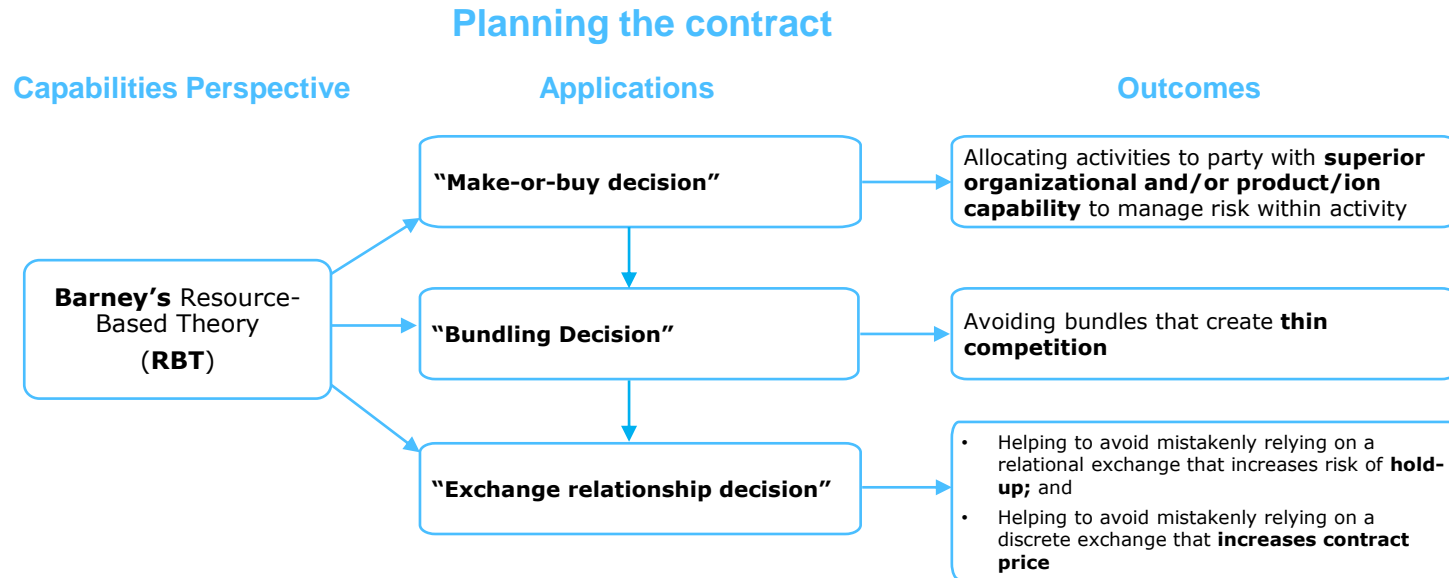 Planning the contract
Capabilities Perspective
Applications
Outcomes
Barney’s Resource-
Based Theory
(RBT)
“Make-or-buy decision”
Allocating activities to party with superior
organizational and/or product/ion
capability to manage risk within activity
“Bundling Decision”
Avoiding bundles that create thin
competition
“Exchange relationship decision”
• Helping to avoid mistakenly relying on a
relational exchange that increases risk of hold-
up; and
• Helping to avoid mistakenly relying on a
discrete exchange that increases contract
price